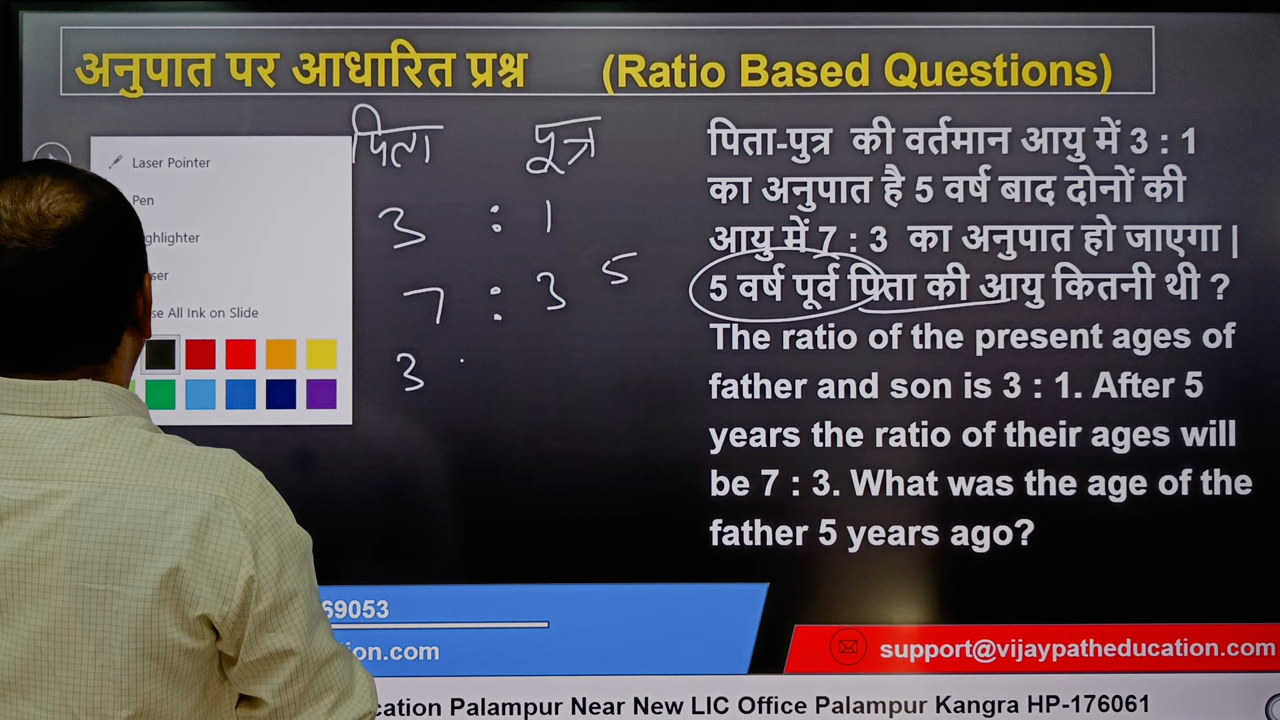 अनुपात पर आधारित प्रश्न (Ratio Based Questions)
पिता पुत्र
3 : 1
7 : 3 5
3
Laser Pointer
Pen
ghlighter
ser
se All Ink on Slide
पिता-पुत्र की वर्तमान आयु में 3 : 1
का अनुपात है 5 वर्ष बाद दोनों की
आयु में 7 : 3 का अनुपात हो जाएगा |
5 वर्ष पूर्व पिता की आयु कितनी थी ?
The ratio of the present ages of
father and son is 3 : 1. After 5
years the ratio of their ages will
be 7 : 3. What was the age of the
father 5 years ago?
69053
ion.com
support@vijaypatheducation.com
cation Palampur Near New LIC Office Palampur Kangra HP-176061